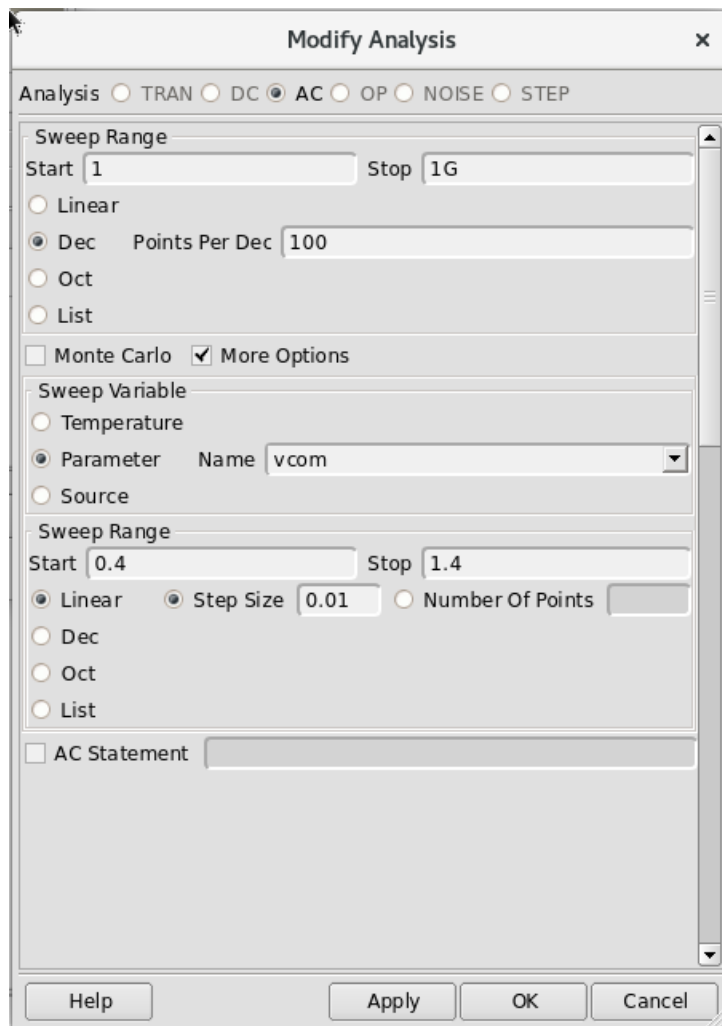 Modify Analysis ×
Analysis TRAN DC AC OP NOISE STEP
Sweep Range
Start 1 Stop 1G
Linear
Dec Points Per Dec 100
Oct
List
Monte Carlo More Options
Sweep Variable
Temperature
Parameter Name vcom
Source
Sweep Range
Start 0.4 Stop 1.4
Linear Step Size 0.01 Number Of Points
Dec
Oct
List
AC Statement
Help Apply OK Cancel